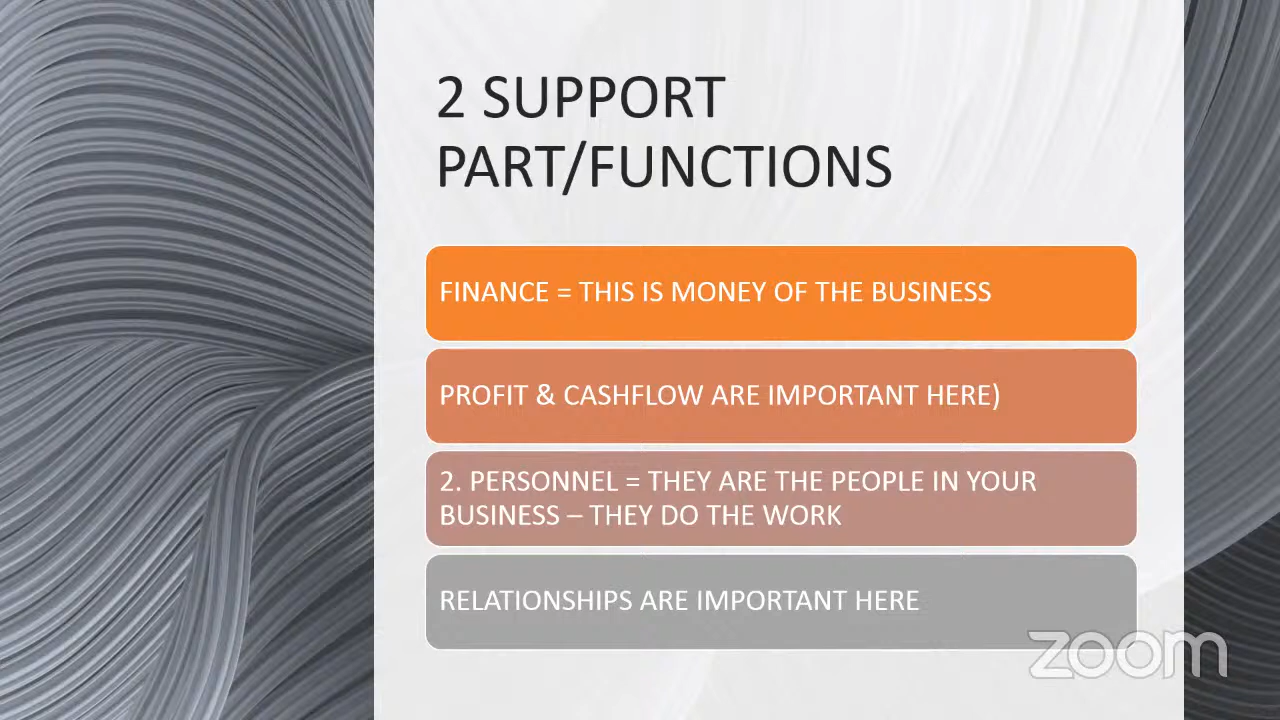 2 SUPPORT
PART/FUNCTIONS
FINANCE = THIS IS MONEY OF THE BUSINESS
PROFIT & CASHFLOW ARE IMPORTANT HERE)
2. PERSONNEL = THEY ARE THE PEOPLE IN YOUR
BUSINESS – THEY DO THE WORK
RELATIONSHIPS ARE IMPORTANT HERE
zoom